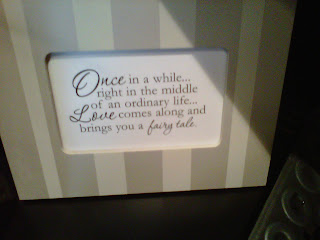 Once in a while...
right in the middle
of an ordinary life...
Love comes along and
brings you a fairy tale.